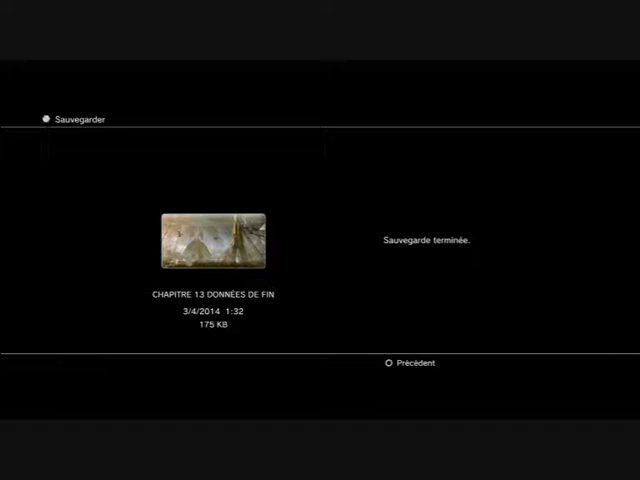 Sauvegarder
Sauvegarde terminée.
CHAPITRE 13 DONNÉES DE FIN
3/4/2014 1:32
175 KB
Précédent